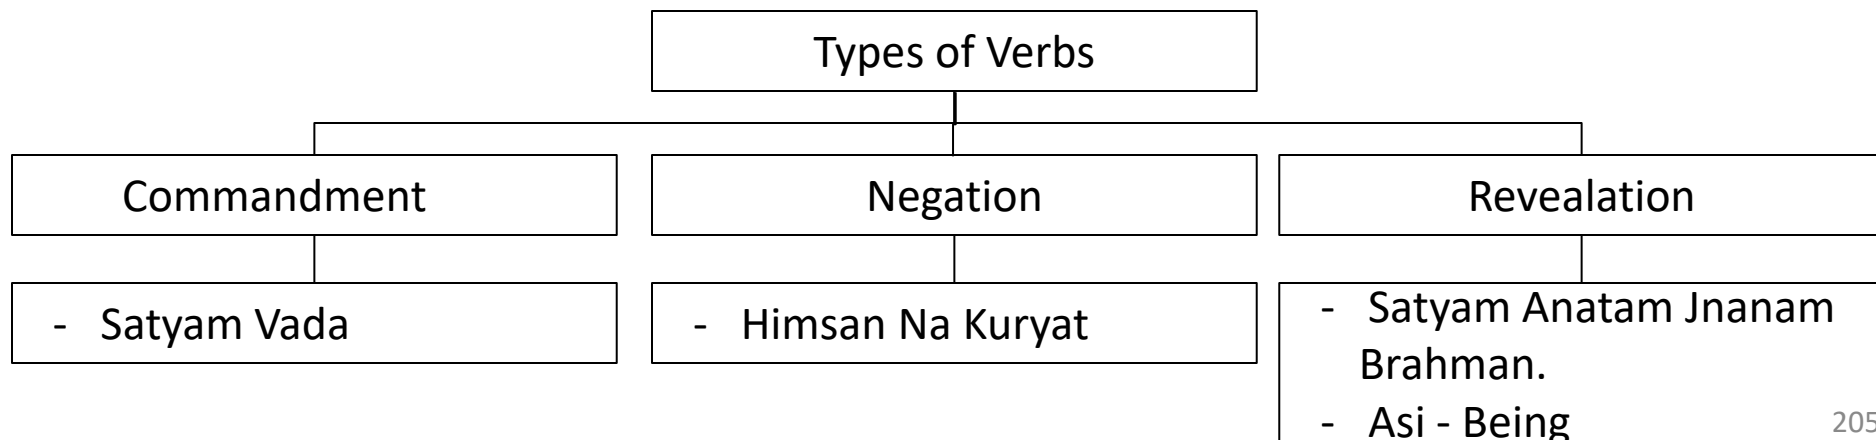 Types of Verbs
Commandment
Negation
Revealation
- Satyam Vada
- Himsan Na Kuryat
- Satyam Anatam Jnanam
Brahman.
- Asi - Being
205